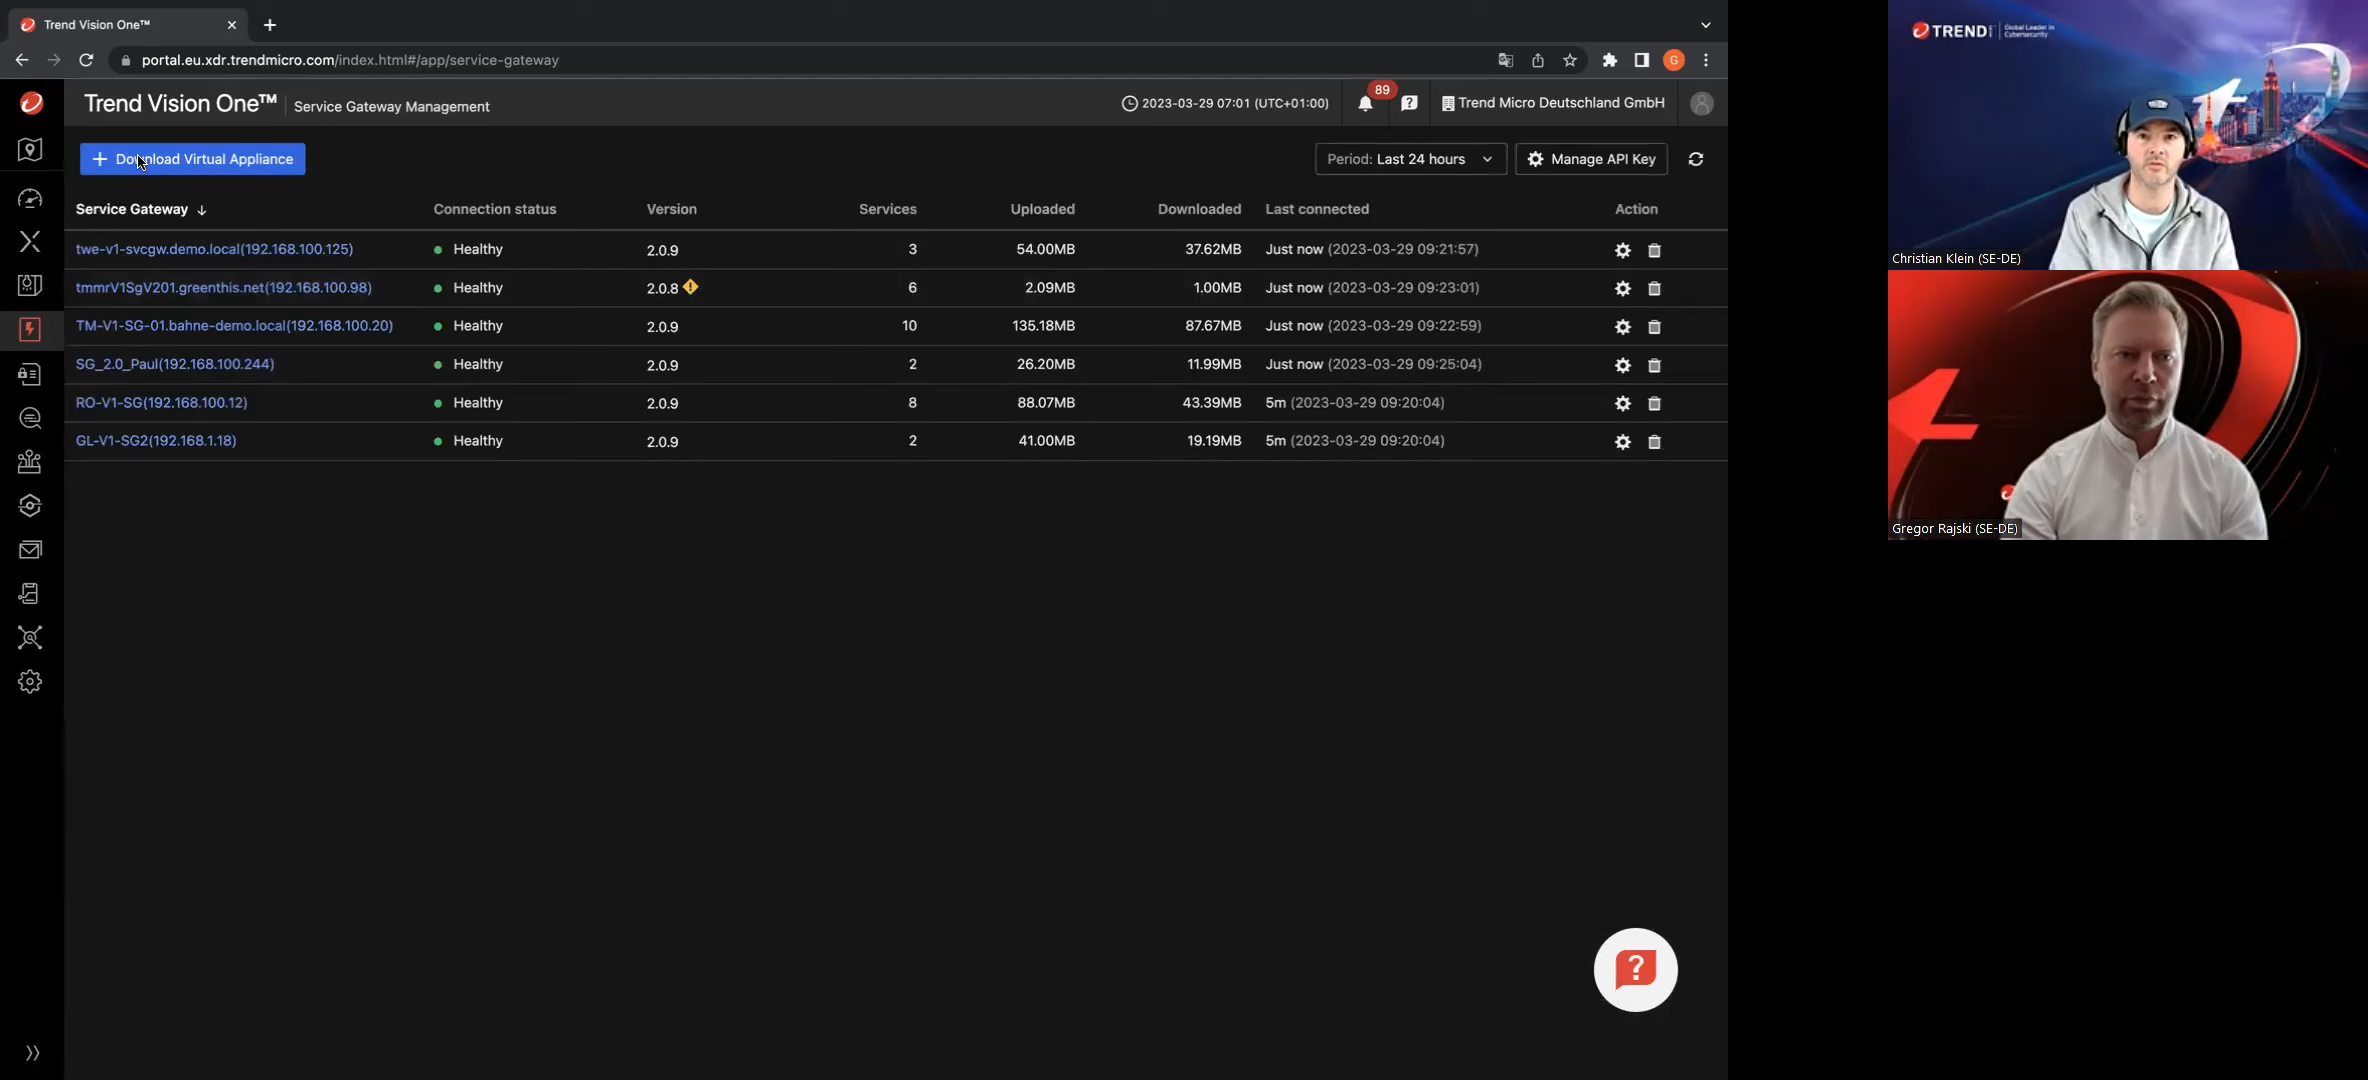 Trend Vision One™
portal.eu.xdr.trendmicro.com/index.html#/app/service-gateway
G
Trend Vision One™ | Service Gateway Management
2023-03-29 07:01 (UTC+01:00)
89
Trend Micro Deutschland GmbH
+ Download Virtual Appliance
Period: Last 24 hours
Manage API Key
Service Gateway ↓ Connection status Version Services Uploaded Downloaded Last connected Action
twe-v1-svcgw.demo.local(192.168.100.125) Healthy 2.0.9 3 54.00MB 37.62MB Just now (2023-03-29 09:21:57)
tmmrV1SgV201.greenthis.net(192.168.100.98) Healthy 2.0.8 6 2.09MB 1.00MB Just now (2023-03-29 09:23:01)
TM-V1-SG-01.bahne-demo.local(192.168.100.20) Healthy 2.0.9 10 135.18MB 87.67MB Just now (2023-03-29 09:22:59)
SG_2.0_Paul(192.168.100.244) Healthy 2.0.9 2 26.20MB 11.99MB Just now (2023-03-29 09:25:04)
RO-V1-SG(192.168.100.12) Healthy 2.0.9 8 88.07MB 43.39MB 5m (2023-03-29 09:20:04)
GL-V1-SG2(192.168.1.18) Healthy 2.0.9 2 41.00MB 19.19MB 5m (2023-03-29 09:20:04)
?
TREND
Global Leader in
Cybersecurity
Christian Klein (SE-DE)
Gregor Rajski (SE-DE)